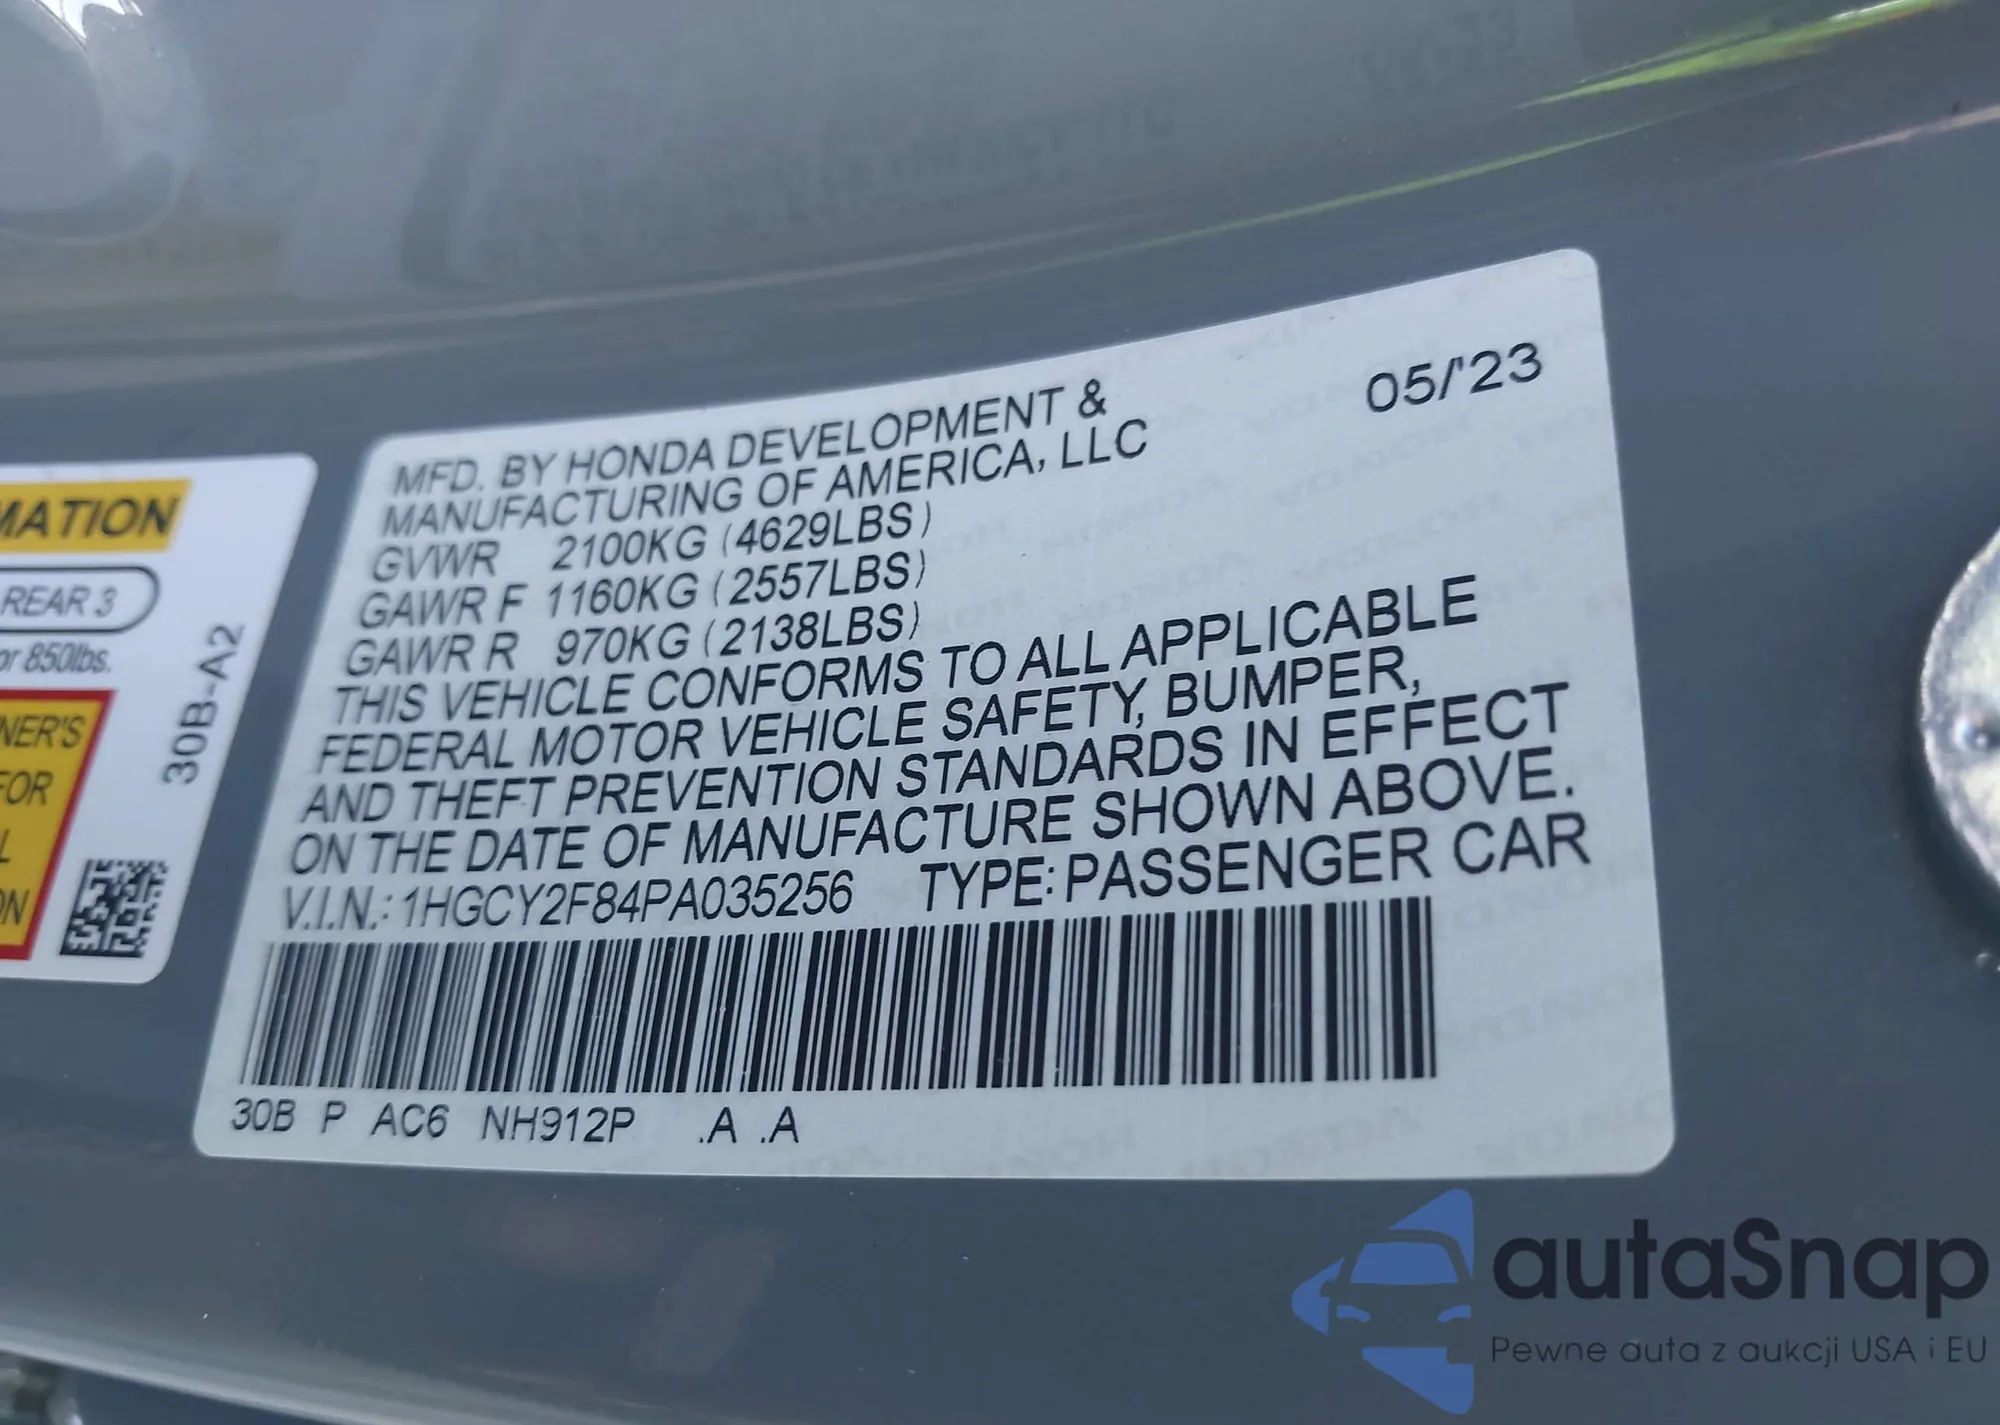 MFD. BY HONDA DEVELOPMENT &
MANUFACTURING OF AMERICA, LLC
05/'23
GVWR 2100KG (4629LBS)
GAWR F 1160KG (2557LBS)
GAWR R 970KG (2138LBS)
THIS VEHICLE CONFORMS TO ALL APPLICABLE
FEDERAL MOTOR VEHICLE SAFETY, BUMPER,
AND THEFT PREVENTION STANDARDS IN EFFECT
ON THE DATE OF MANUFACTURE SHOWN ABOVE.
V.I.N.: 1HGCY2F84PA035256 TYPE: PASSENGER CAR
30B P AC6 NH912P .A .A
MATION
REAR 3
or 850lbs.
NER'S
FOR
L
ON
30B-A2
autaSnap
Pewne auta z aukcji USA i EU